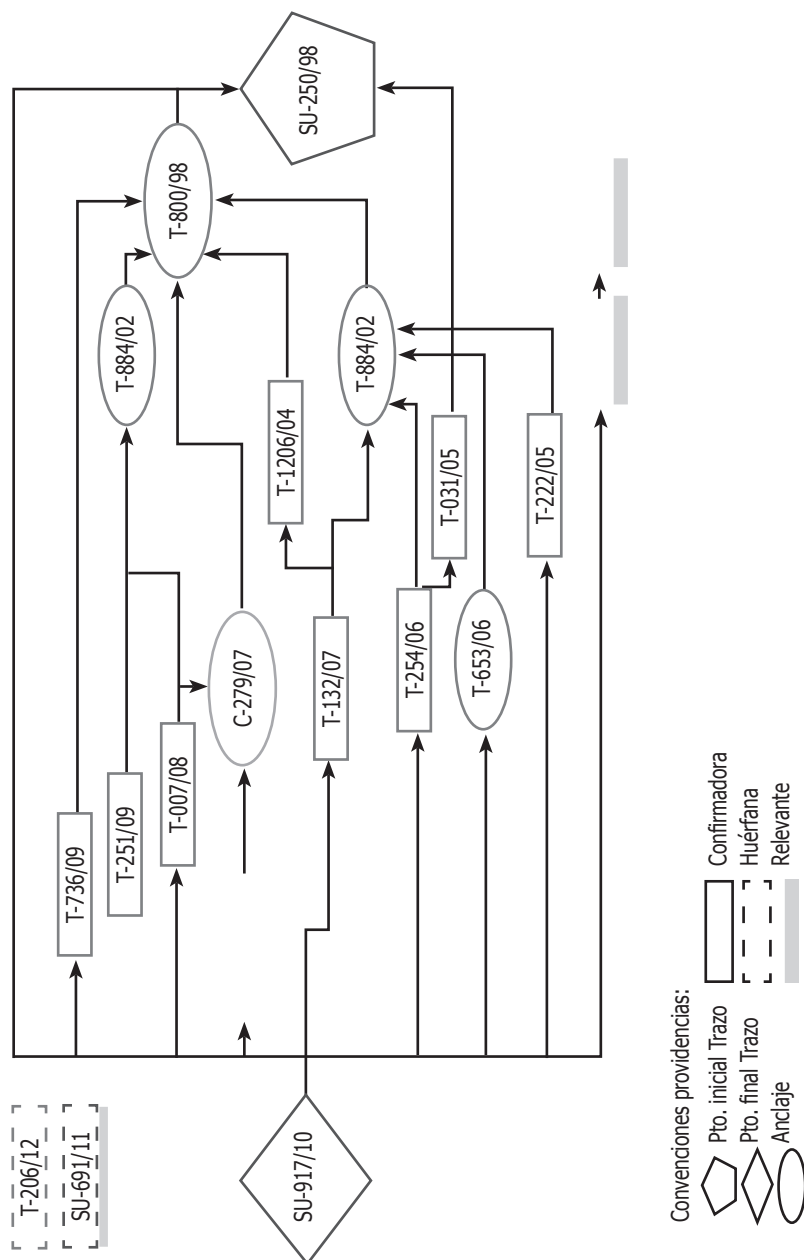 T-206/12
SU-691/11
SU-917/10
T-736/09
T-251/09
T-007/08
C-279/07
T-132/07
T-254/06
T-653/06
T-1206/04
T-031/05
T-222/05
T-884/02
T-884/02
T-800/98
SU-250/98
Convenciones providencias:
Pto. inicial Trazo
Pto. final Trazo
Anclaje
Confirmadora
Huérfana
Relevante